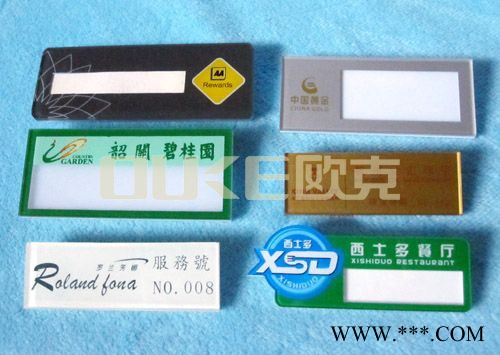 AA
Rewards
中国黄金
CHINA GOLD
COUNTRY
GARDEN
韶關 碧桂園
OUKE欧克
罗兰芳娜
Roland fona
服務號
NO.008
西士多
XSD
西士多餐厅
XISHIDUO RESTAURANT
WWW.***.COM